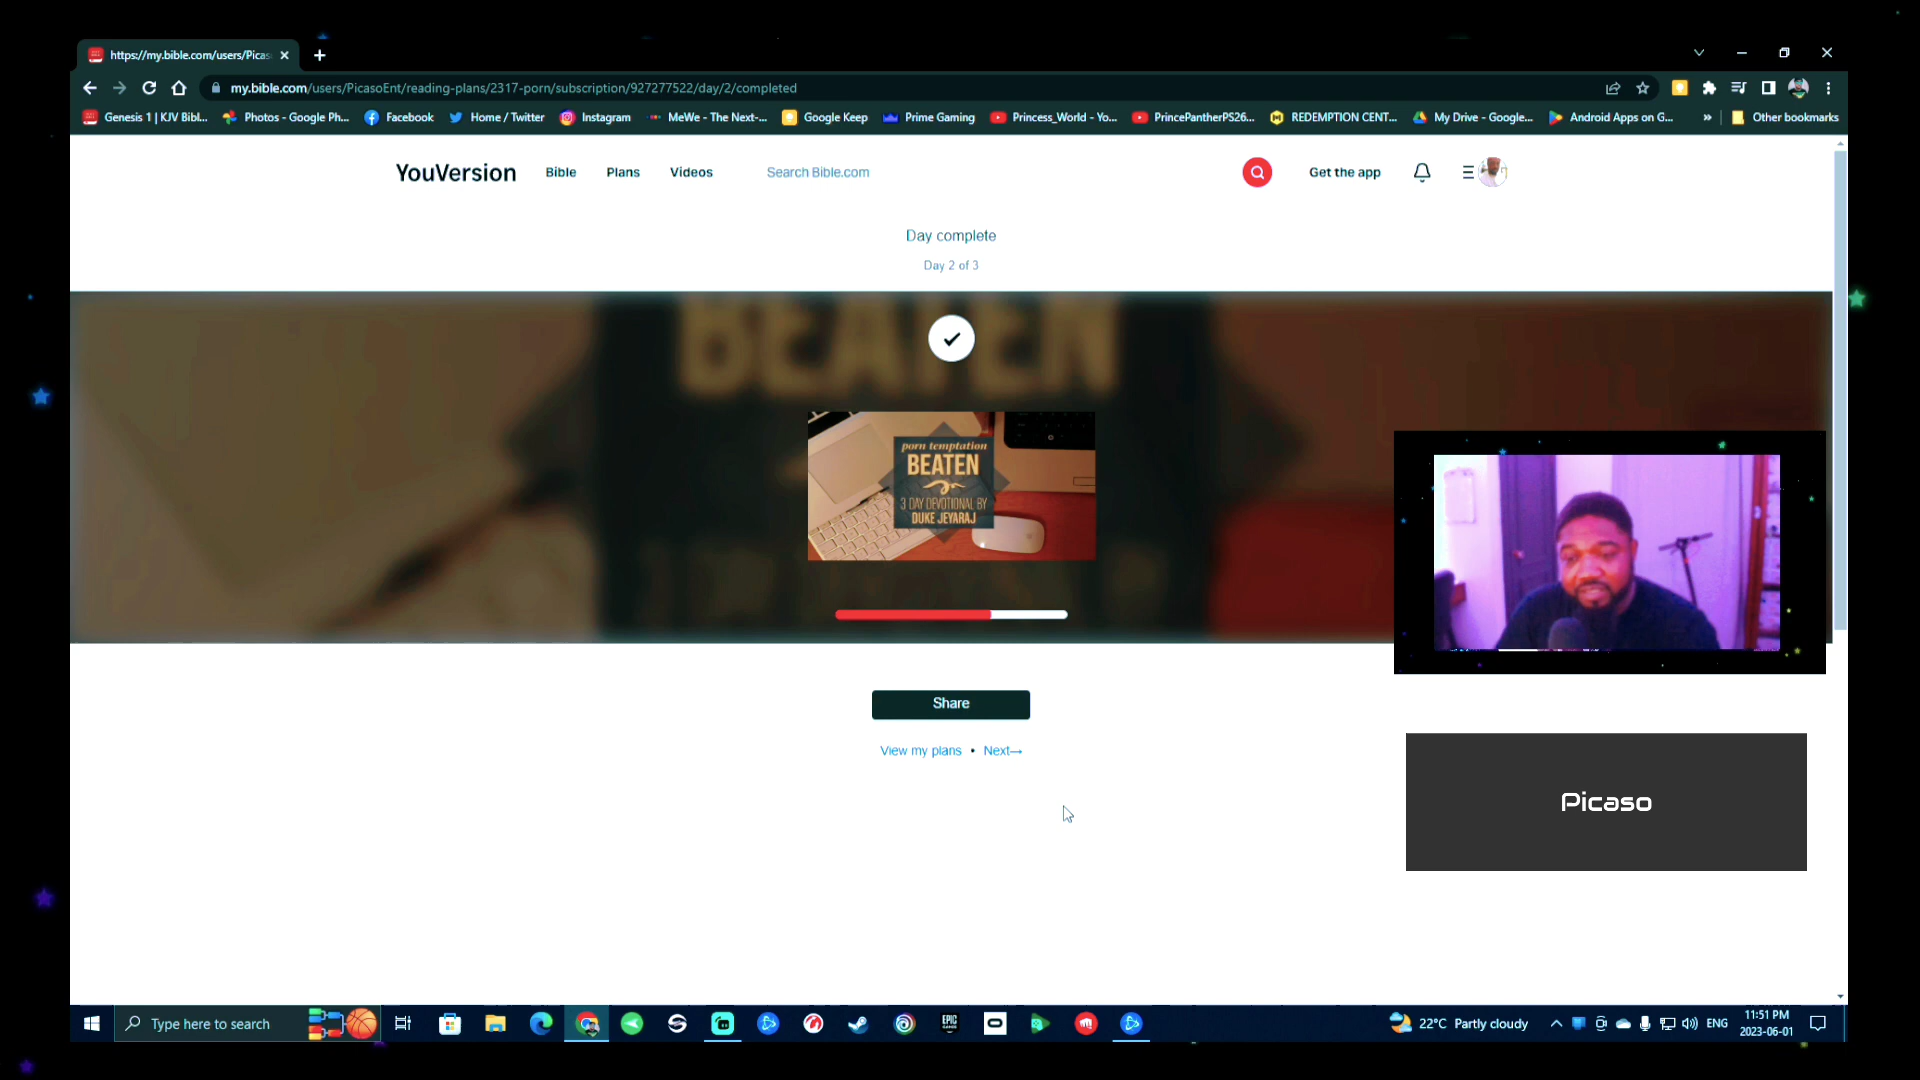 https://my.bible.com/users/Picas
my.bible.com/users/PicasoEnt/reading-plans/2317-porn/subscription/927277522/day/2/completed
Genesis 1 | KJV Bibl... Photos - Google Ph... Facebook Home / Twitter Instagram MeWe - The Next-... Google Keep Prime Gaming Princess_World - Yo... PrincePantherPS26... REDEMPTION CENT... My Drive - Google... Android Apps on G... » Other bookmarks
YouVersion Bible Plans Videos Search Bible.com Get the app
Day complete
Day 2 of 3
BEATEN
porn temptation
BEATEN
3 DAY DEVOTIONAL BY
DUKE JEYARAJ
Share
View my plans • Next→
Picaso
Type here to search
EPIC
GAMES
22°C Partly cloudy
ENG
11:51 PM
2023-06-01